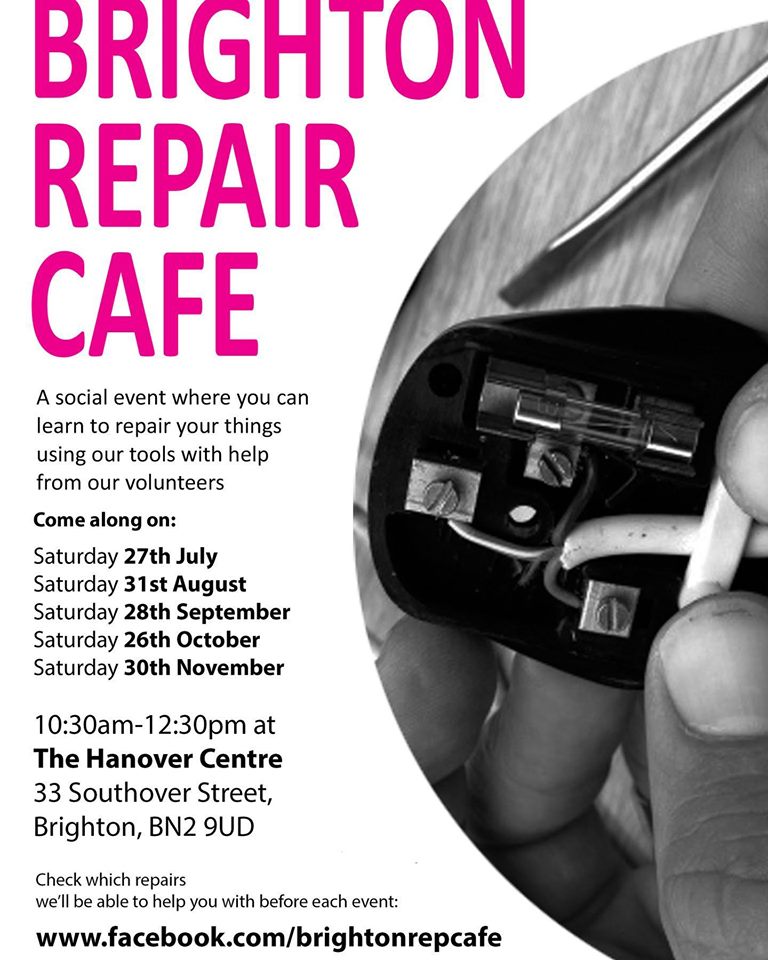 BRIGHTON
REPAIR
CAFE
A social event where you can
learn to repair your things
using our tools with help
from our volunteers
Come along on:
Saturday 27th July
Saturday 31st August
Saturday 28th September
Saturday 26th October
Saturday 30th November
10:30am-12:30pm at
The Hanover Centre
33 Southover Street,
Brighton, BN2 9UD
Check which repairs
we'll be able to help you with before each event:
www.facebook.com/brightonrepcafe